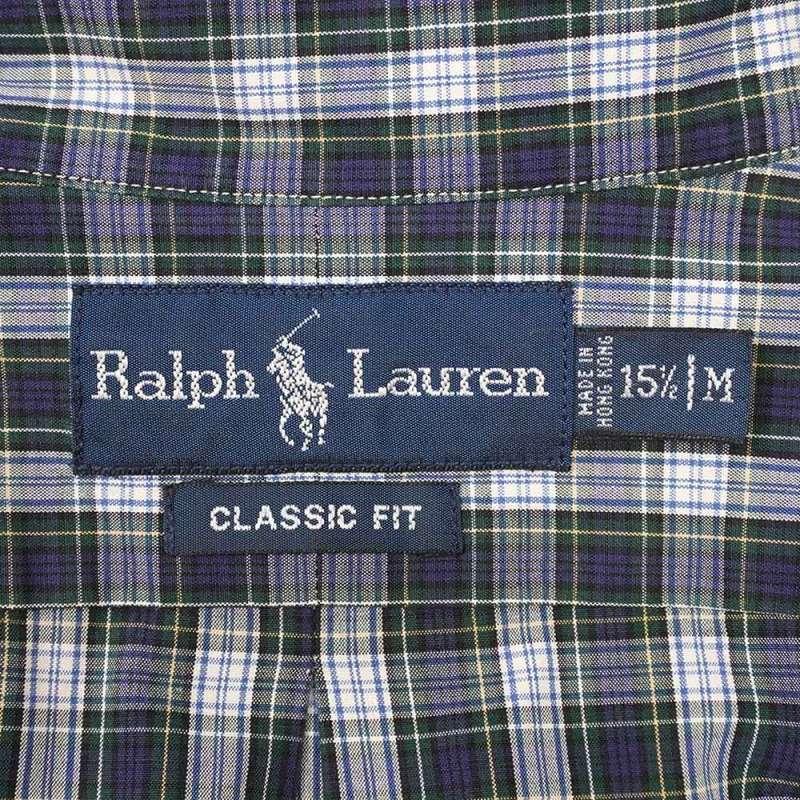 Ralph Lauren
MADE IN
HONG KONG
15½ | M
CLASSIC FIT